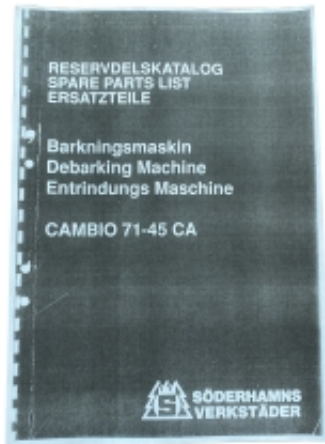 RESERVDELSKATALOG
SPARE PARTS LIST
ERSATZTEILE
Barkningsmaskin
Debarking Machine
Entrindungs Maschine
CAMBIO 71-45 CA
S
SÖDERHAMNS
VERKSTÄDER